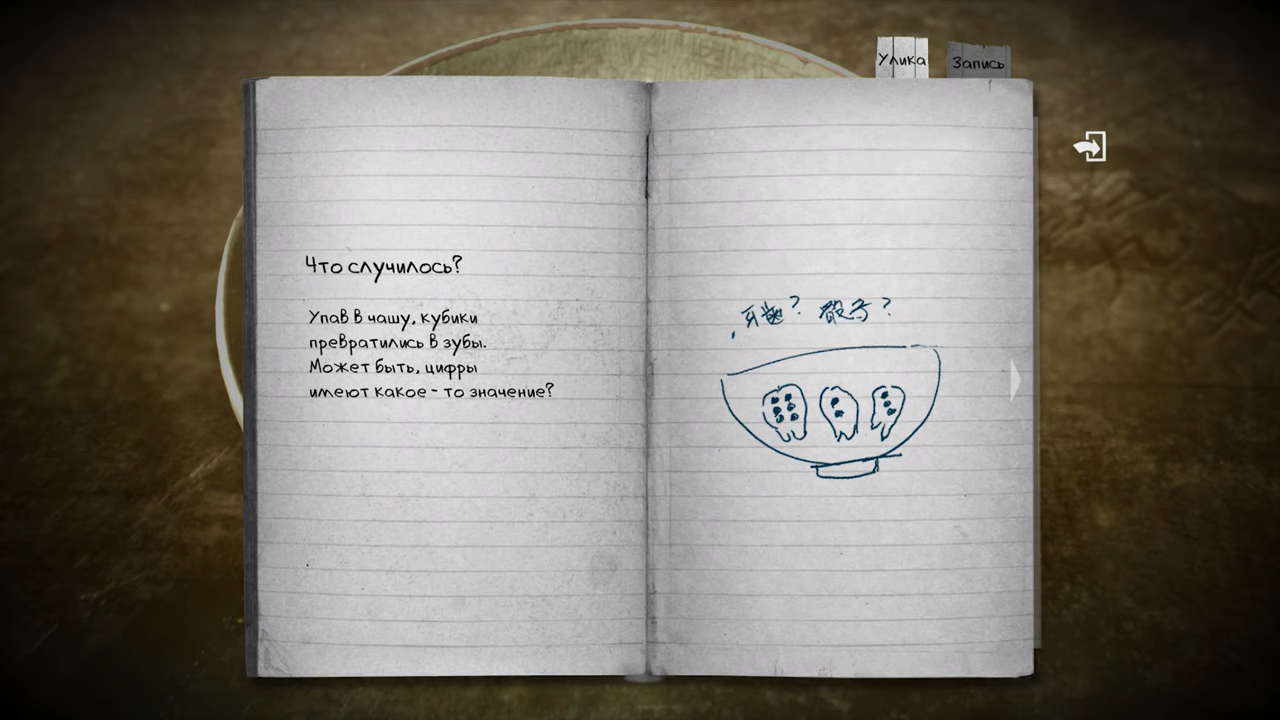 Улика
Запись
Что случилось?
Упав в чашу, кубики
превратились в зубы.
Может быть, цифры
имеют какое - то значение?
牙齒? 骰子?